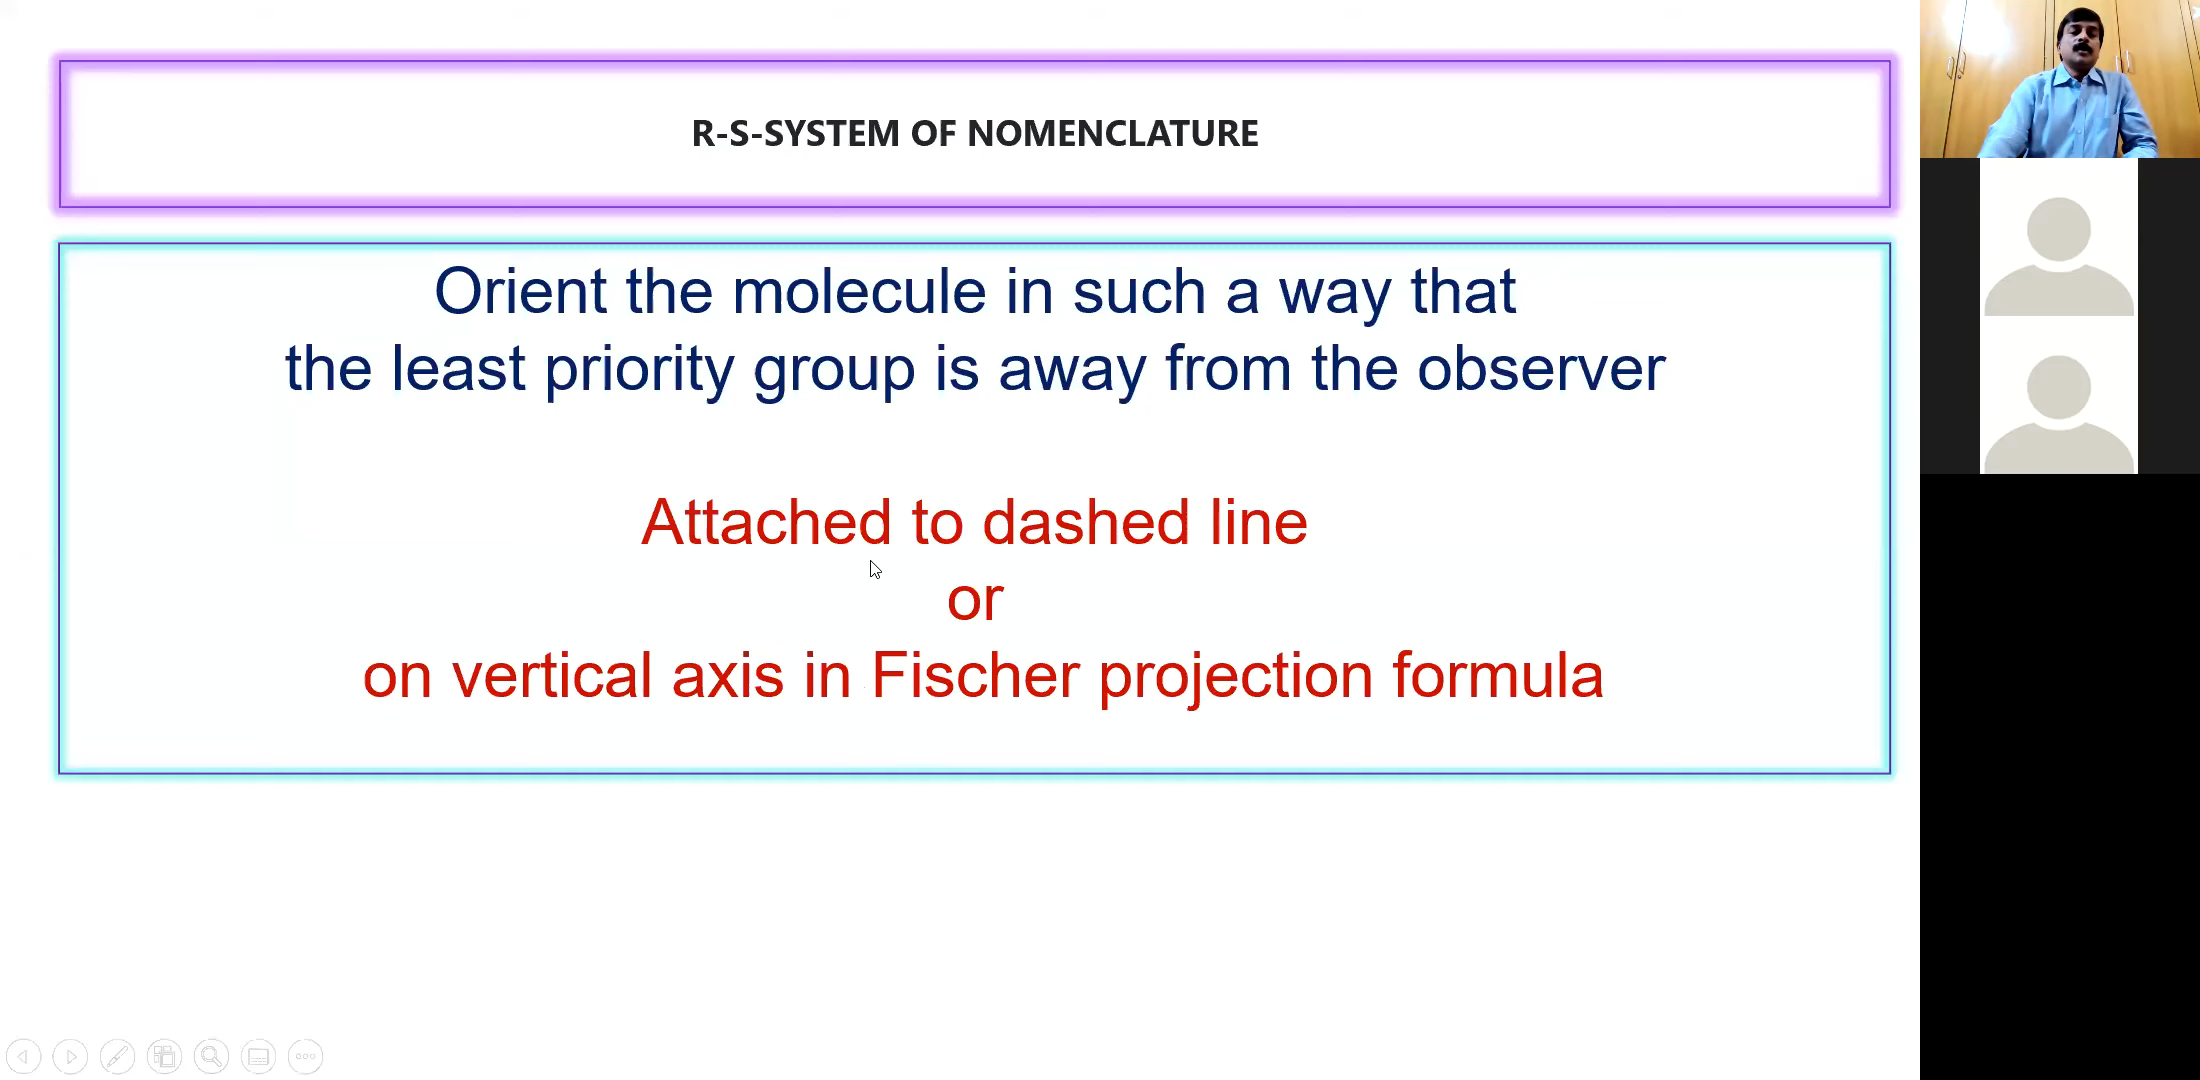 R-S-SYSTEM OF NOMENCLATURE
Orient the molecule in such a way that
the least priority group is away from the observer
Attached to dashed line
or
on vertical axis in Fischer projection formula